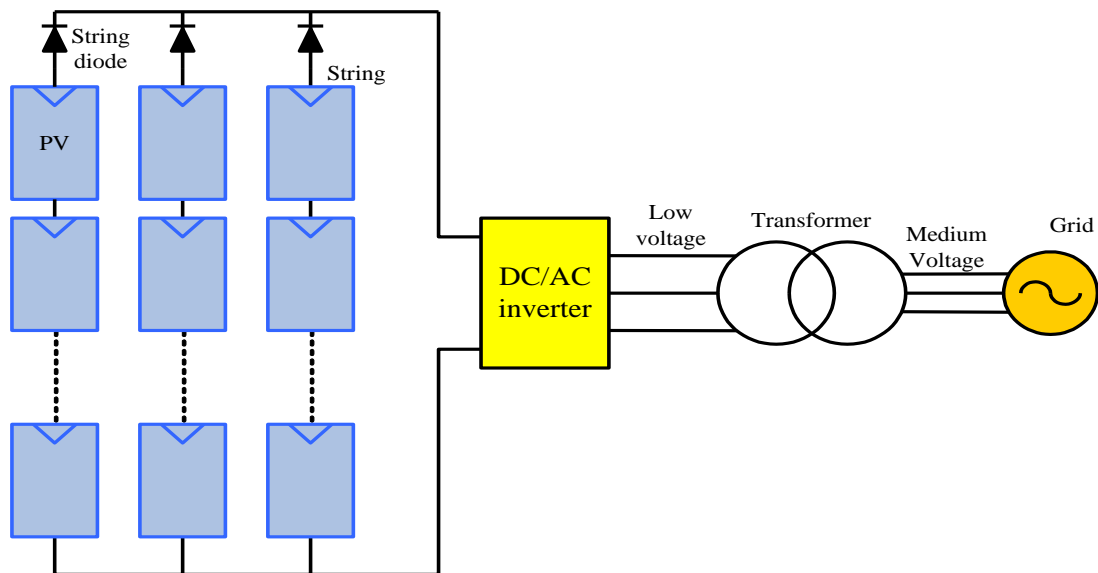 String
diode
String
PV
Low
voltage
Transformer
Medium
Voltage
Grid
DC/AC
inverter